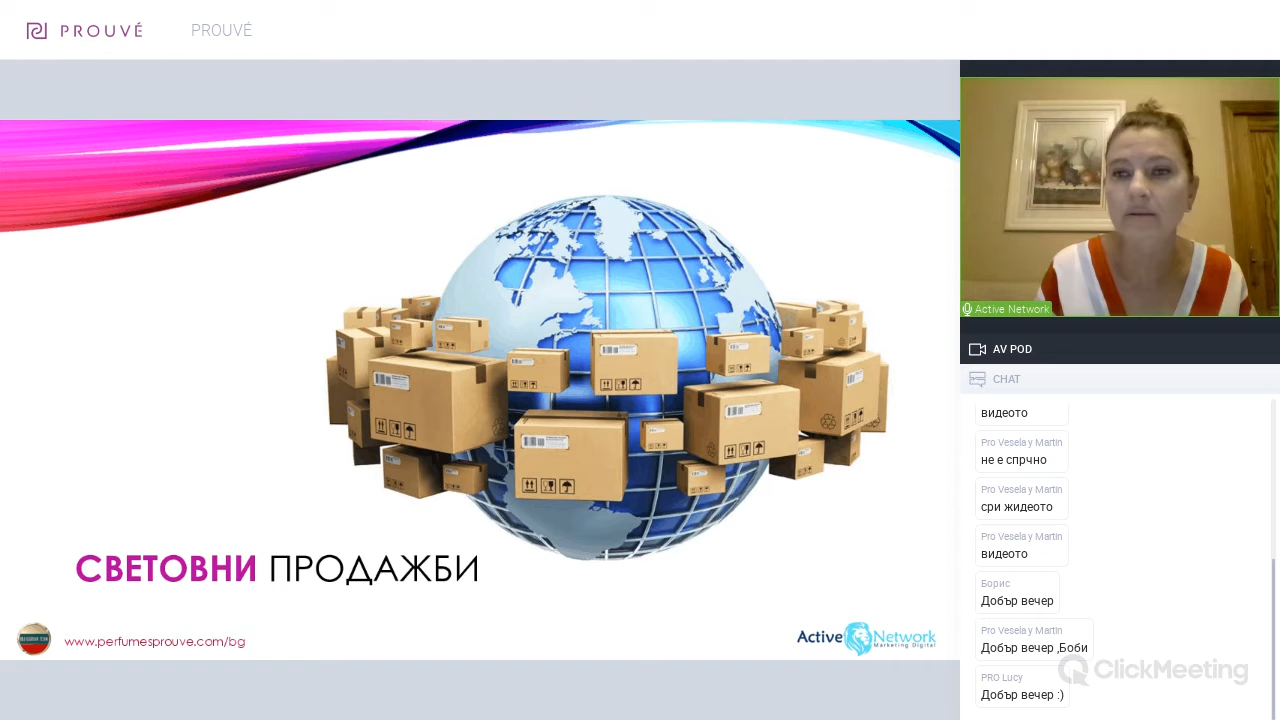 PROUVÉ
PROUVÉ
СВЕТОВНИ ПРОДАЖБИ
www.perfumesprouve.com/bg
Active Network
Marketing Digital
Active Network
AV POD
CHAT
видеото
Pro Vesela y Martin
не е спрчно
Pro Vesela y Martin
сри жидеото
Pro Vesela y Martin
видеото
Борис
Добър вечер
Pro Vesela y Martin
Добър вечер ,Боби
PRO Lucy
Добър вечер :)
ClickMeeting